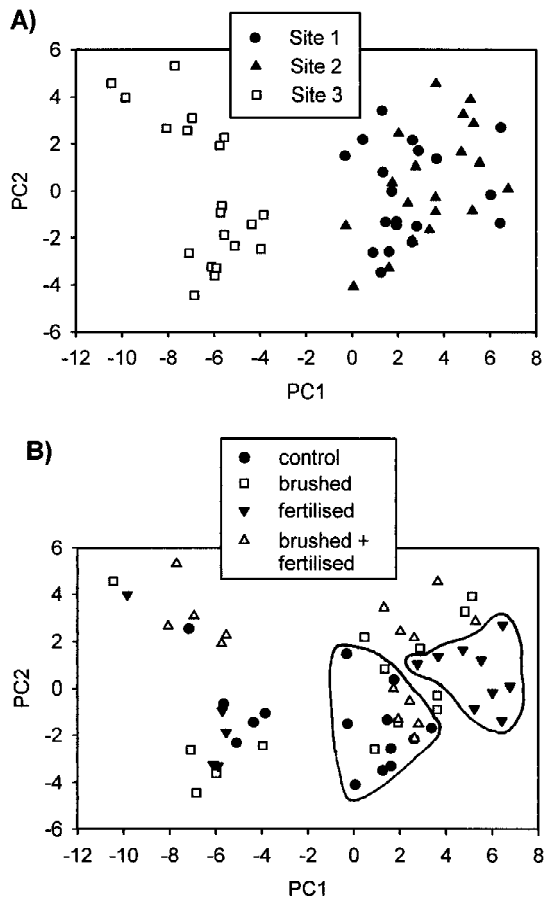 A)
Site 1
Site 2
Site 3
6
4
2
0
-2
-4
-6
PC2
-12 -10 -8 -6 -4 -2 0 2 4 6 8
PC1
B)
control
brushed
fertilised
brushed +
fertilised
6
4
2
0
-2
-4
-6
PC2
-12 -10 -8 -6 -4 -2 0 2 4 6 8
PC1